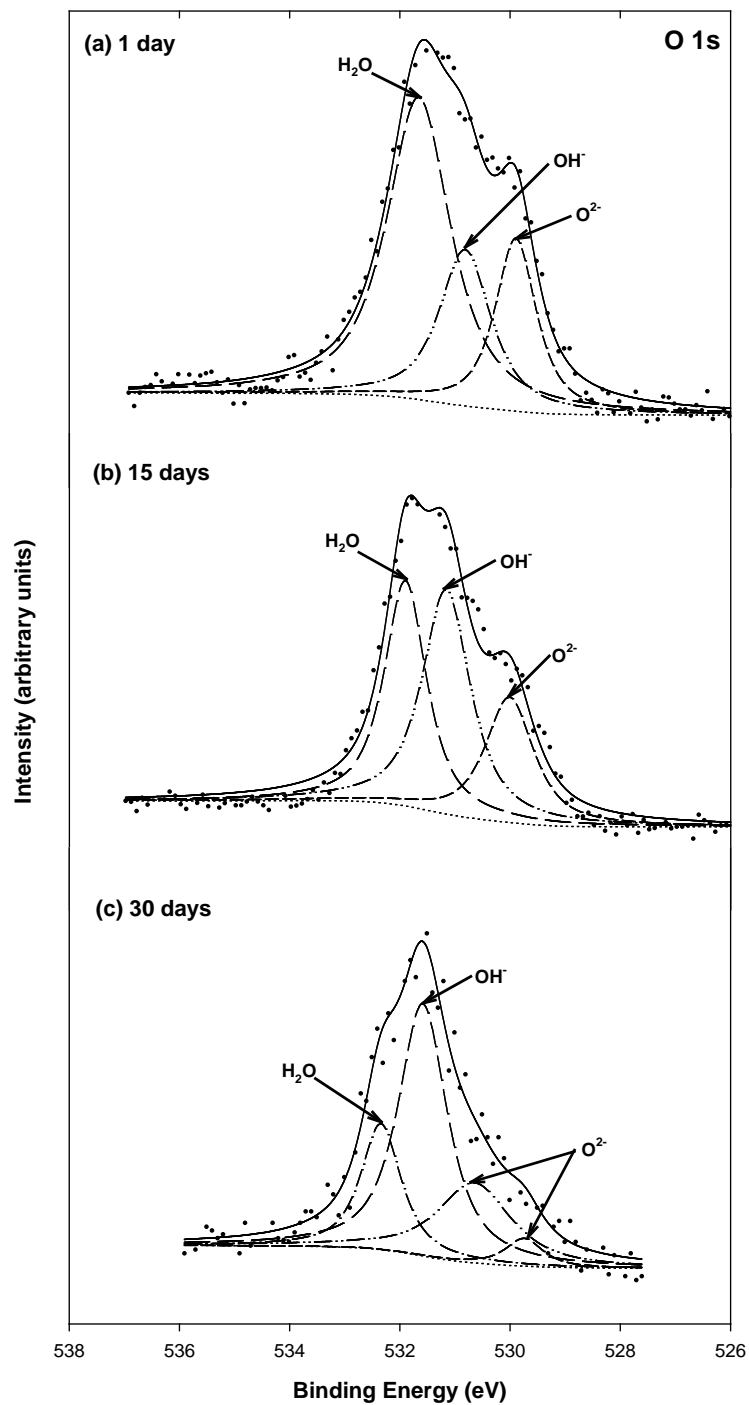 (a) 1 day
O 1s
H₂O
OH⁻
O²⁻
(b) 15 days
H₂O
OH⁻
O²⁻
(c) 30 days
OH⁻
H₂O
O²⁻
Intensity (arbitrary units)
538 536 534 532 530 528 526
Binding Energy (eV)